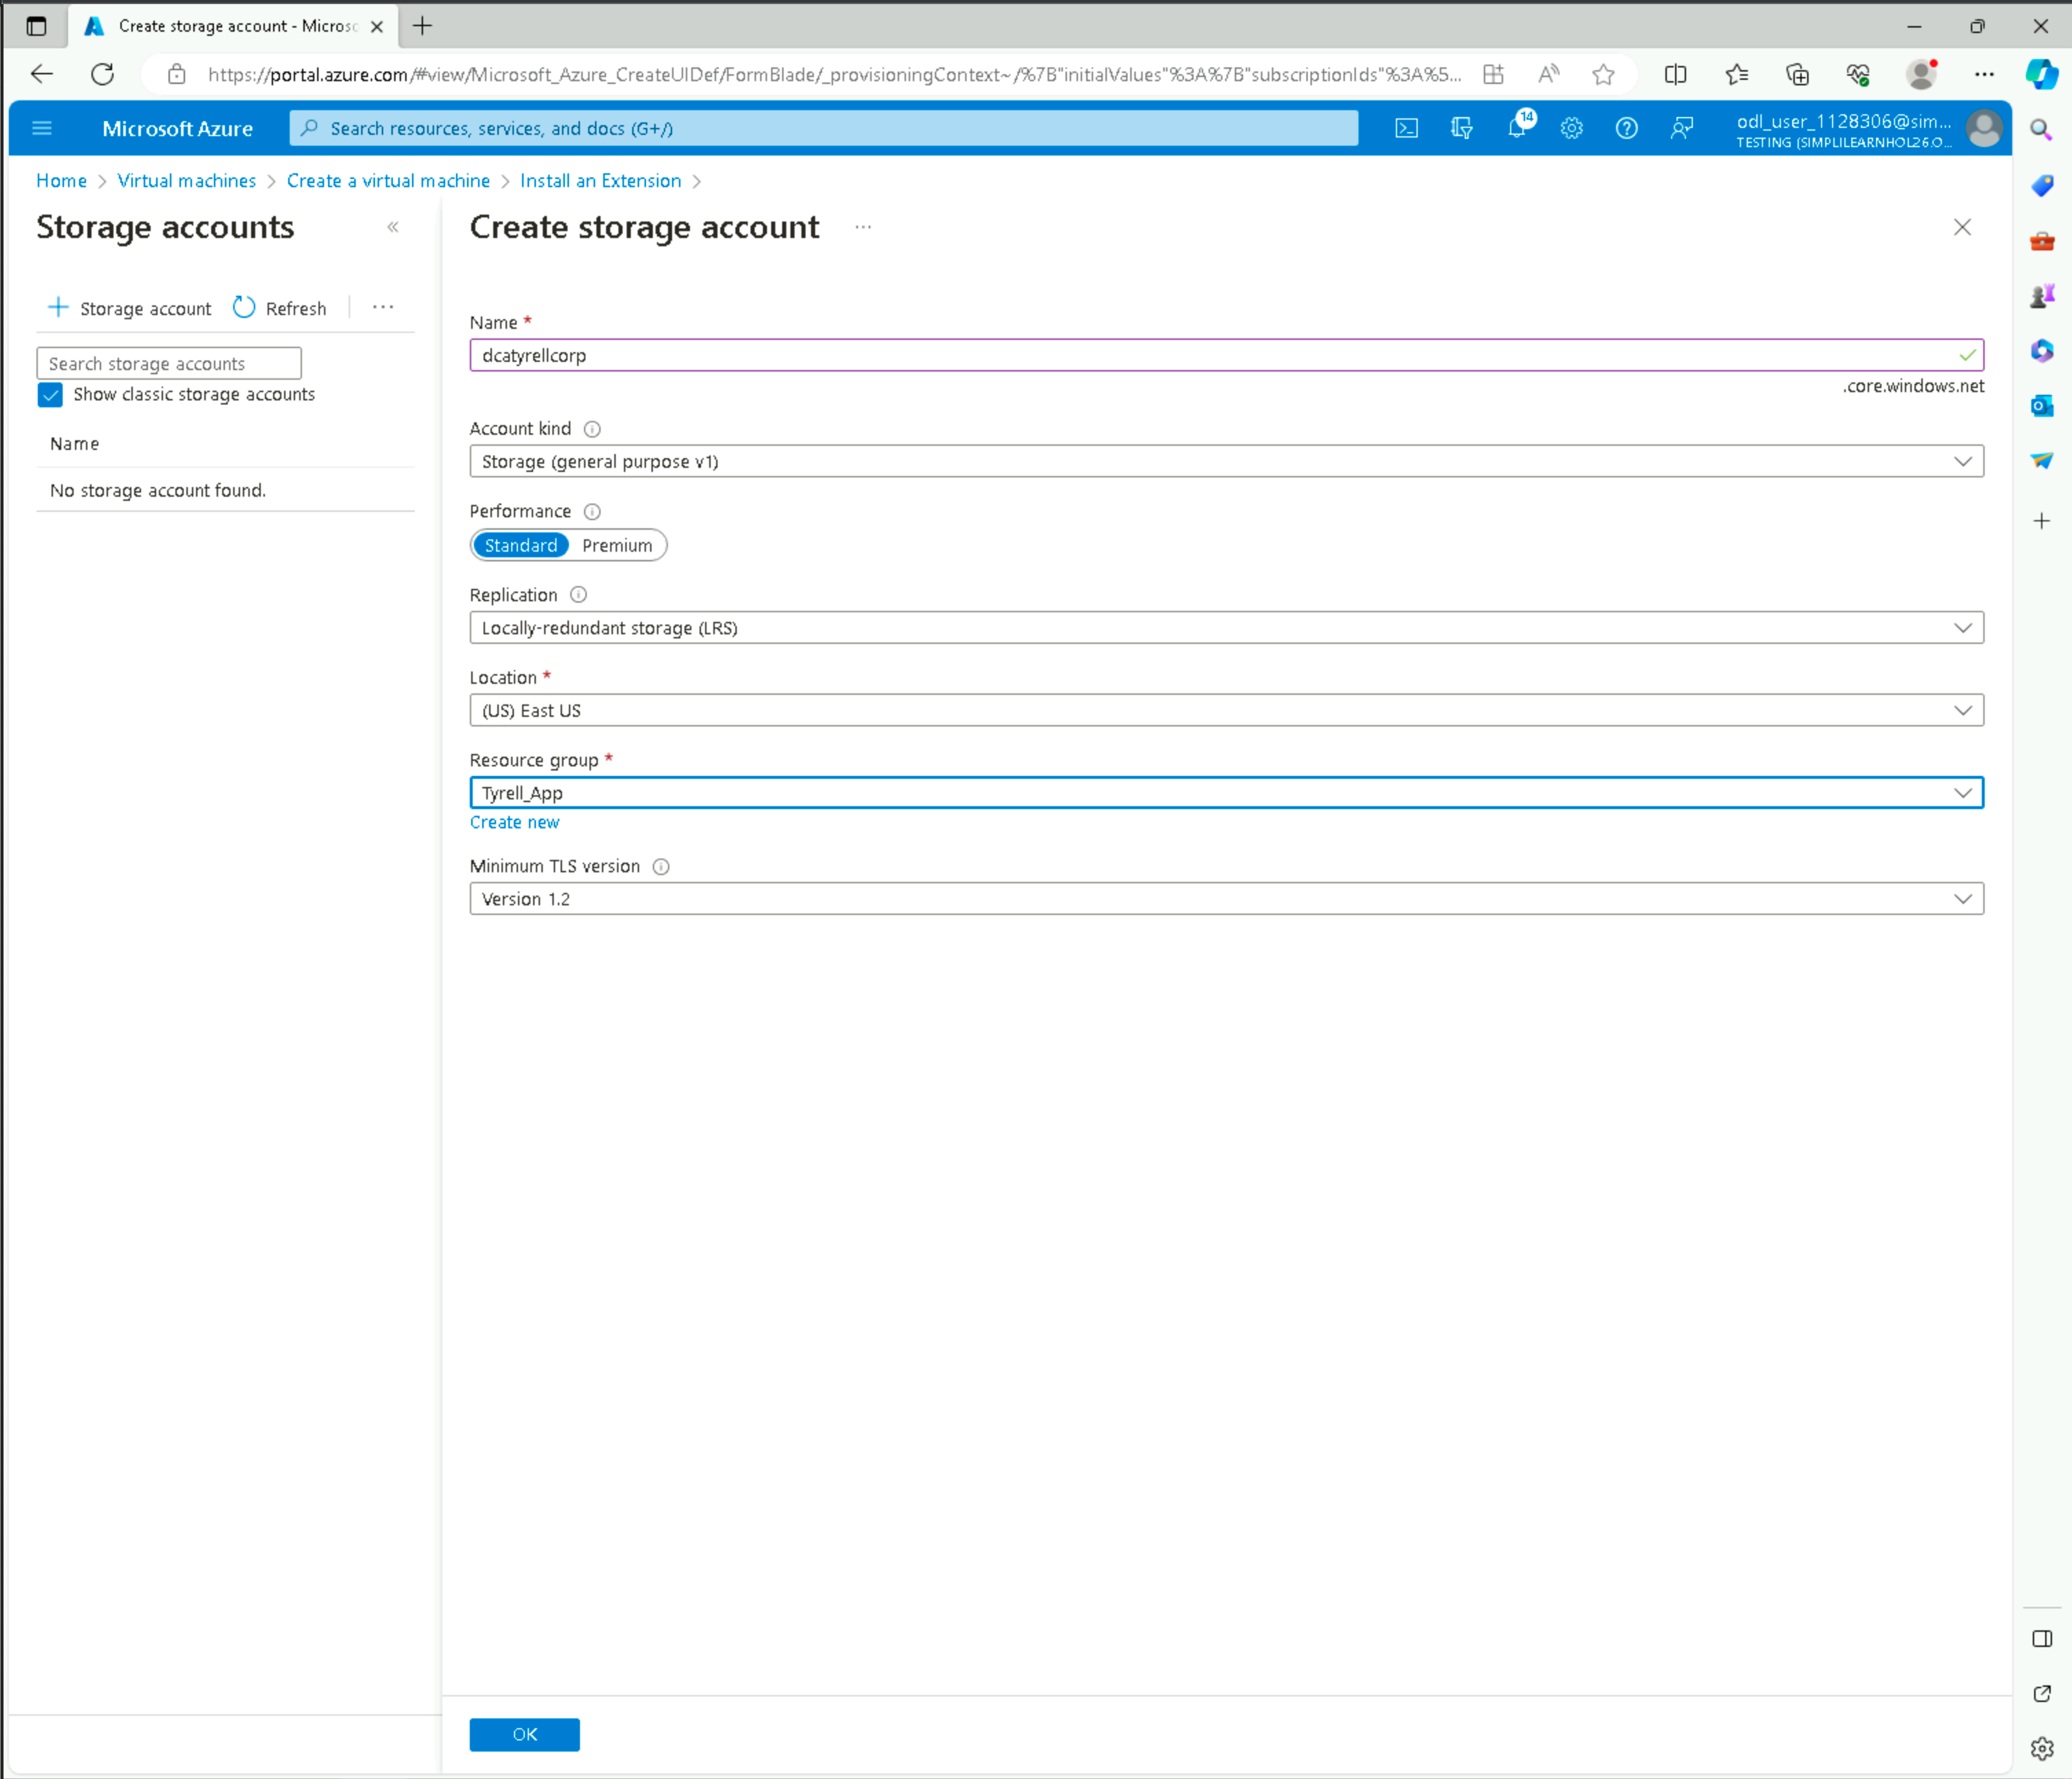 Create storage account - Microsc
https://portal.azure.com/#view/Microsoft_Azure_CreateUIDef/FormBlade/_provisioningContext~/%7B"initialValues"%3A%7B"subscriptionIds"%3A%5...
Microsoft Azure
Search resources, services, and docs (G+/)
14
odl_user_1128306@sim...
TESTING (SIMPLILEARNHOL26.O...
Home > Virtual machines > Create a virtual machine > Install an Extension >
Storage accounts
«
+ Storage account
Refresh
...
Search storage accounts
Show classic storage accounts
Name
No storage account found.
Create storage account
...
Name *
dcatyrellcorp
.core.windows.net
Account kind
Storage (general purpose v1)
Performance
Standard
Premium
Replication
Locally-redundant storage (LRS)
Location *
(US) East US
Resource group *
Tyrell_App
Create new
Minimum TLS version
Version 1.2
OK